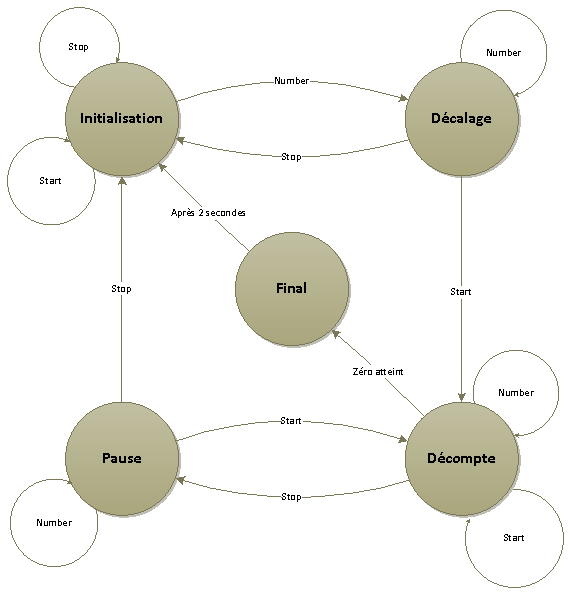 Stop
Number
Number
Initialisation
Décalage
Stop
Start
Après 2 secondes
Stop
Final
Start
Zéro atteint
Number
Start
Pause
Décompte
Stop
Number
Start